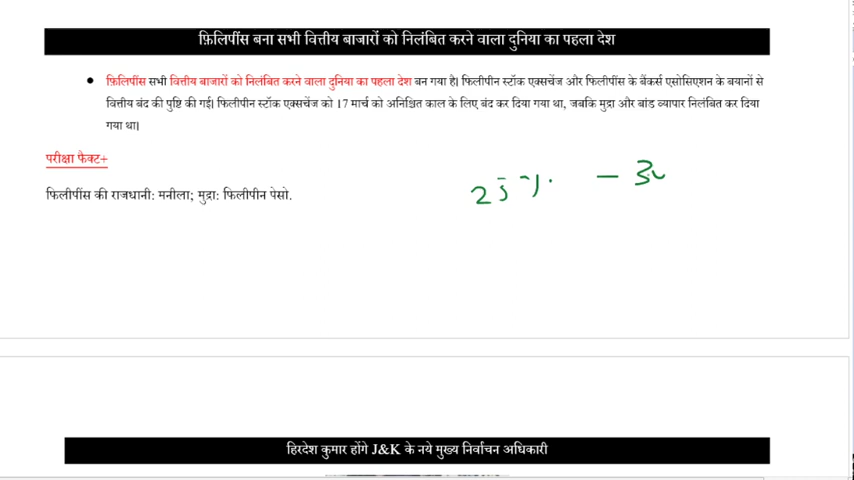 फ़िलिपींस बना सभी वित्तीय बाजारों को निलंबित करने वाला दुनिया का पहला देश
• फ़िलिपींस सभी वित्तीय बाजारों को निलंबित करने वाला दुनिया का पहला देश बन गया है। फिलीपीन स्टॉक एक्सचेंज और फिलीपींस के बैंकर्स एसोसिएशन के बयानों से
वित्तीय बंद की पुष्टि की गई। फिलीपीन स्टॉक एक्सचेंज को 17 मार्च को अनिश्चित काल के लिए बंद कर दिया गया था, जबकि मुद्रा और बांड व्यापार निलंबित कर दिया
गया था।
परीक्षा फैक्ट+
25 %. –
फिलीपींस की राजधानी: मनीला; मुद्रा: फिलीपीन पेसो.
हिरदेश कुमार होंगे J&K के नये मुख्य निर्वाचन अधिकारी